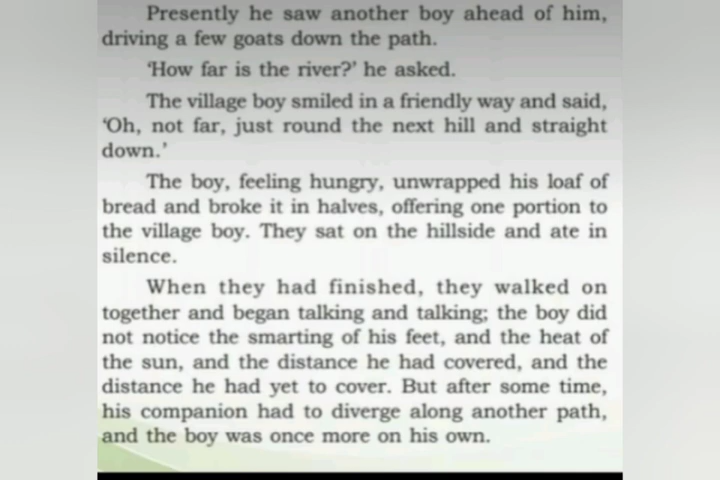 Presently he saw another boy ahead of him,
driving a few goats down the path.
‘How far is the river?’ he asked.
The village boy smiled in a friendly way and said,
‘Oh, not far, just round the next hill and straight
down.’
The boy, feeling hungry, unwrapped his loaf of
bread and broke it in halves, offering one portion to
the village boy. They sat on the hillside and ate in
silence.
When they had finished, they walked on
together and began talking and talking; the boy did
not notice the smarting of his feet, and the heat of
the sun, and the distance he had covered, and the
distance he had yet to cover. But after some time,
his companion had to diverge along another path,
and the boy was once more on his own.